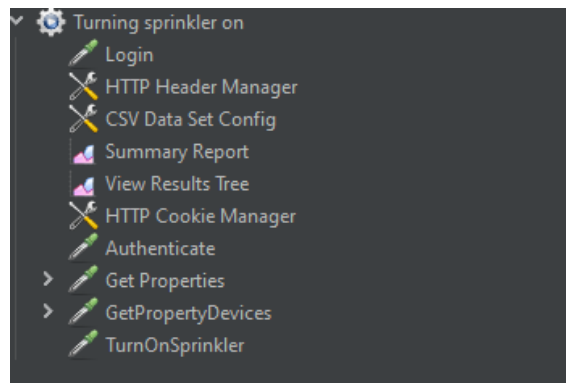 Turning sprinkler on
Login
HTTP Header Manager
CSV Data Set Config
Summary Report
View Results Tree
HTTP Cookie Manager
Authenticate
Get Properties
GetPropertyDevices
TurnOnSprinkler